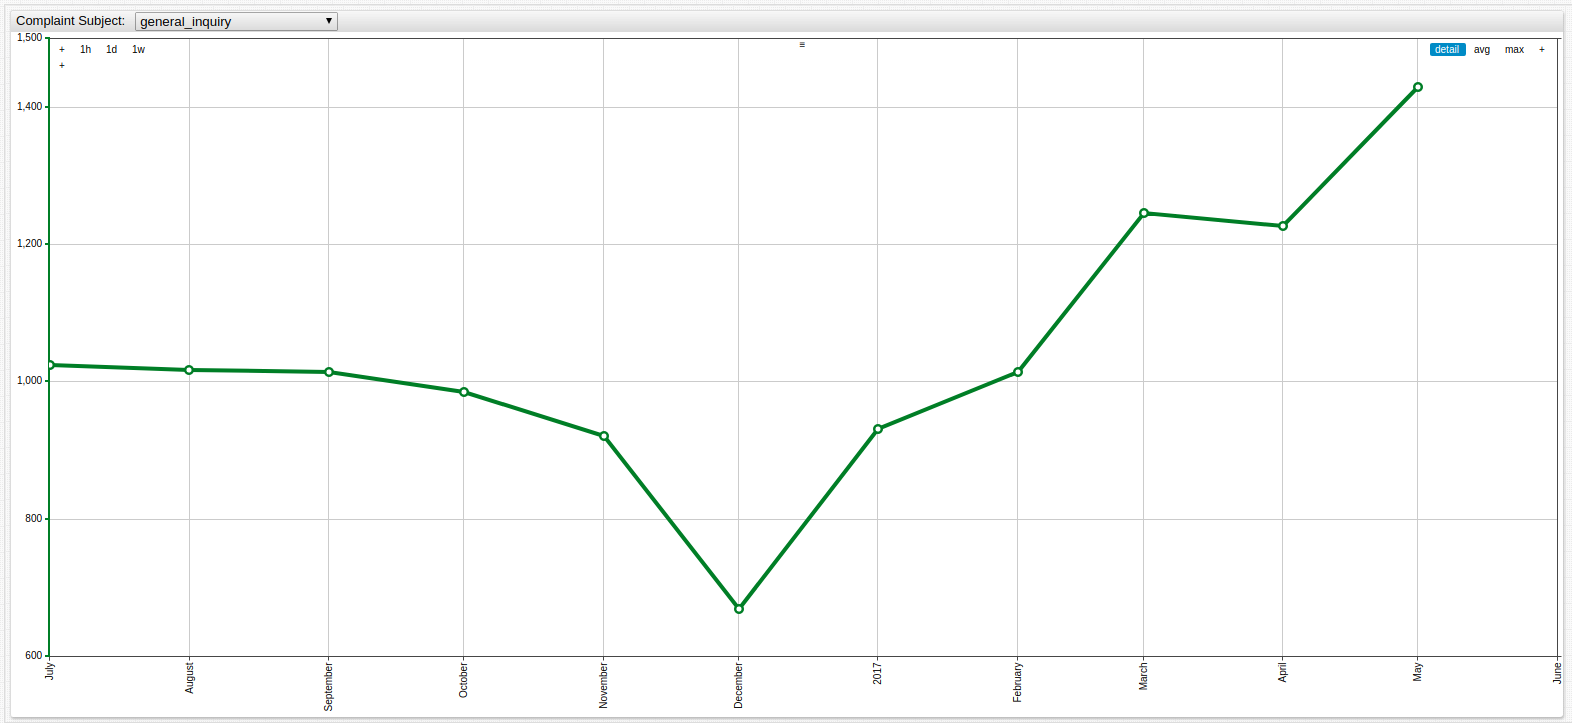 Complaint Subject: general_inquiry ▼
1,500
+ 1h 1d 1w ≡ detail avg max +
+
1,400
1,200
1,000
800
600
July August September October November December 2017 February March April May June